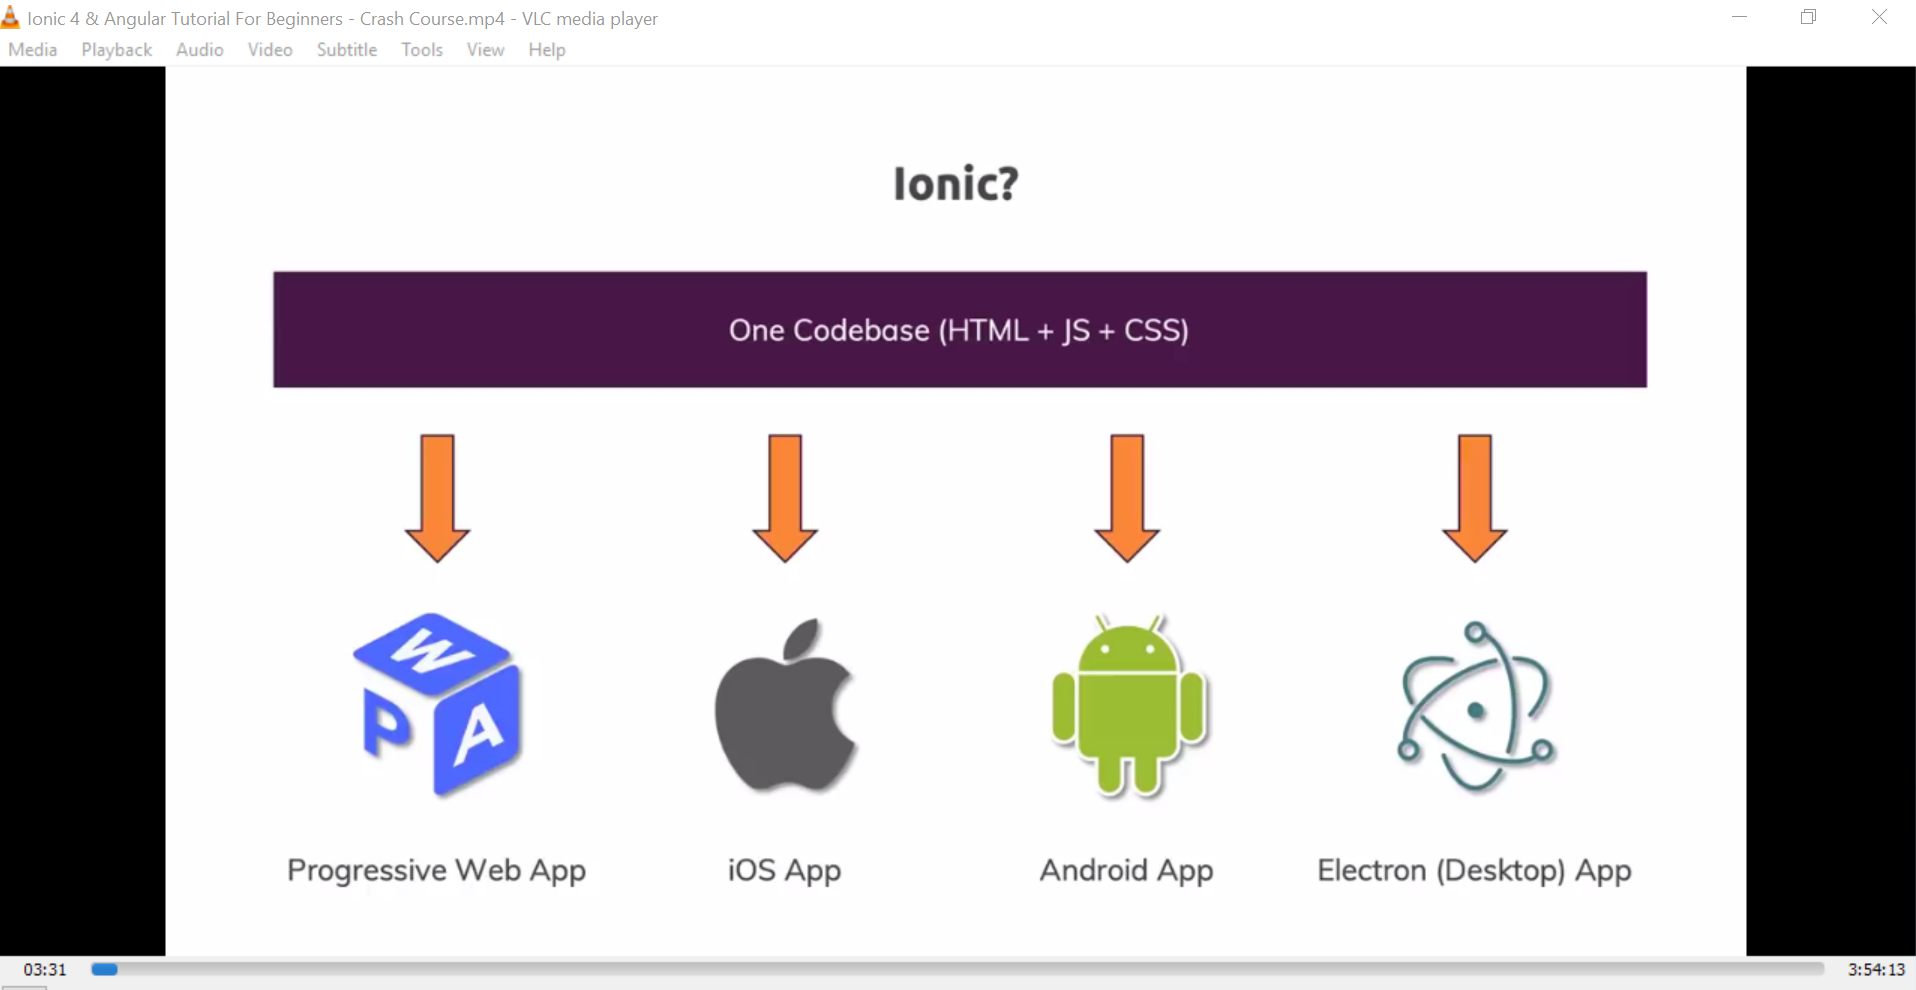 Ionic 4 & Angular Tutorial For Beginners - Crash Course.mp4 - VLC media player
Media Playback Audio Video Subtitle Tools View Help
Ionic?
One Codebase (HTML + JS + CSS)
W
P A
Progressive Web App iOS App Android App Electron (Desktop) App
03:31 3:54:13